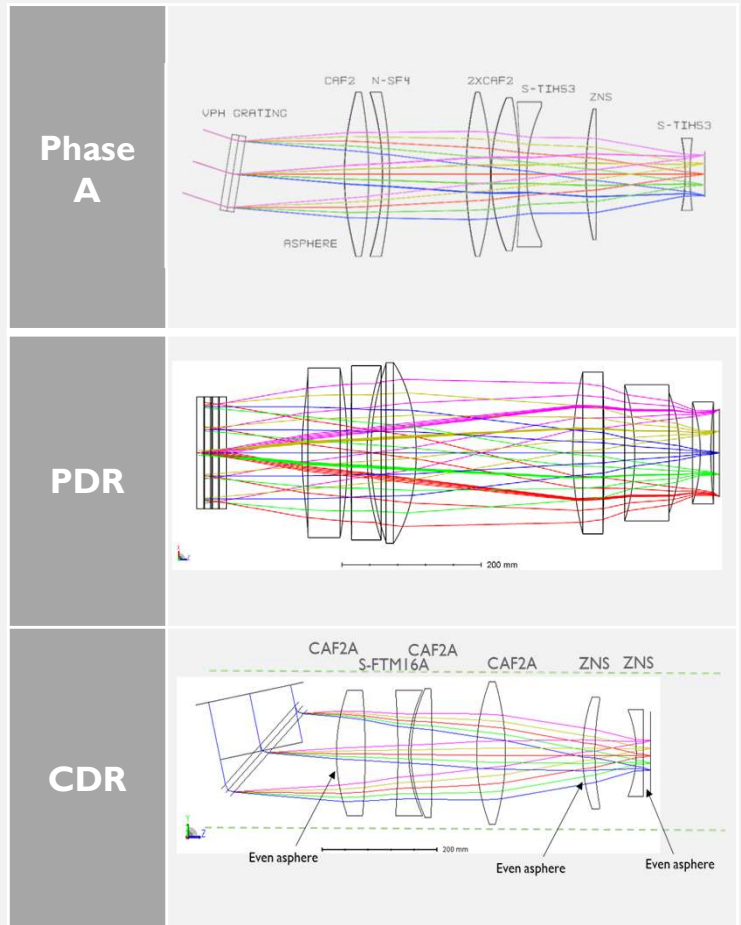 Phase
A
CAF2 N-SF4 2XCAF2
S-TIH53
ZNS
VPH GRATING
S-TIH53
ASPHERE
PDR
200 mm
CDR
CAF2A CAF2A
S-FTM16A CAF2A ZNS ZNS
Y
Z
200 mm
Even asphere
Even asphere
Even asphere